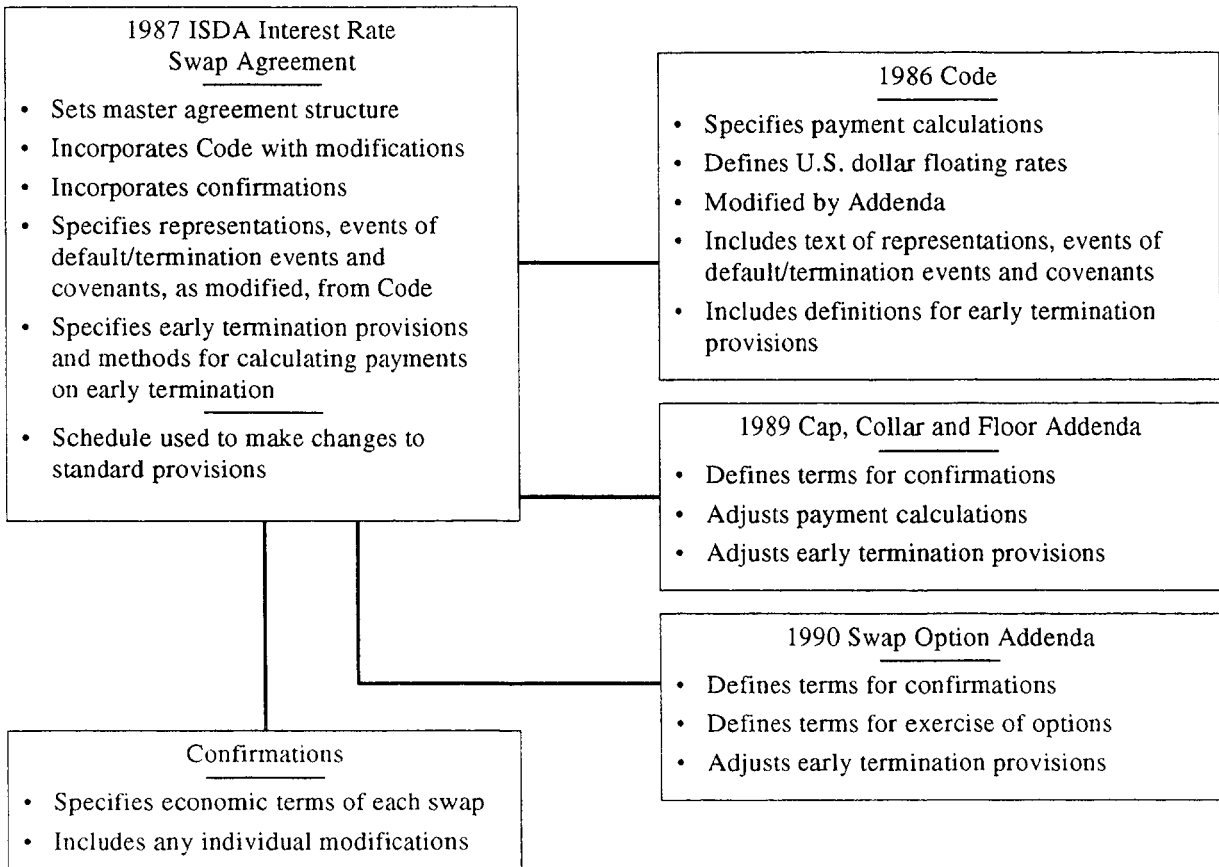 1987 ISDA Interest Rate
Swap Agreement
• Sets master agreement structure
• Incorporates Code with modifications
• Incorporates confirmations
• Specifies representations, events of
default/termination events and
covenants, as modified, from Code
• Specifies early termination provisions
and methods for calculating payments
on early termination
• Schedule used to make changes to
standard provisions
1986 Code
• Specifies payment calculations
• Defines U.S. dollar floating rates
• Modified by Addenda
• Includes text of representations, events of
default/termination events and covenants
• Includes definitions for early termination
provisions
1989 Cap, Collar and Floor Addenda
• Defines terms for confirmations
• Adjusts payment calculations
• Adjusts early termination provisions
1990 Swap Option Addenda
• Defines terms for confirmations
• Defines terms for exercise of options
• Adjusts early termination provisions
Confirmations
• Specifies economic terms of each swap
• Includes any individual modifications